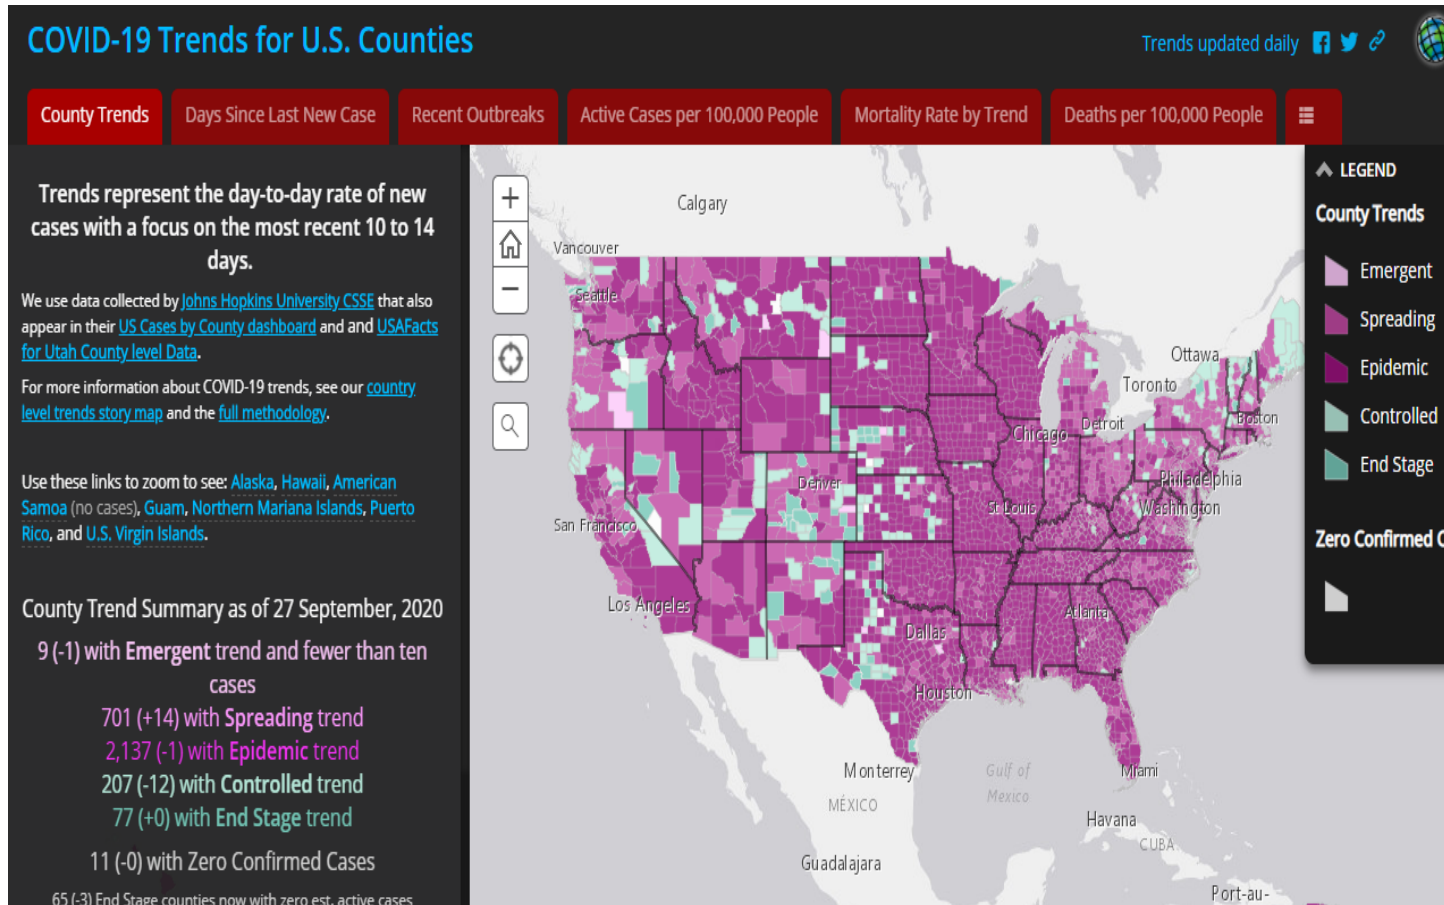 COVID-19 Trends for U.S. Counties
Trends updated daily
County Trends
Days Since Last New Case
Recent Outbreaks
Active Cases per 100,000 People
Mortality Rate by Trend
Deaths per 100,000 People
Trends represent the day-to-day rate of new
cases with a focus on the most recent 10 to 14
days.
We use data collected by Johns Hopkins University CSSE that also
appear in their US Cases by County dashboard and and USAFacts
for Utah County level Data.
For more information about COVID-19 trends, see our country
level trends story map and the full methodology.
Use these links to zoom to see: Alaska, Hawaii, American
Samoa (no cases), Guam, Northern Mariana Islands, Puerto
Rico, and U.S. Virgin Islands.
County Trend Summary as of 27 September, 2020
9 (-1) with Emergent trend and fewer than ten
cases
701 (+14) with Spreading trend
2,137 (-1) with Epidemic trend
207 (-12) with Controlled trend
77 (+0) with End Stage trend
11 (-0) with Zero Confirmed Cases
65 (-3) End Stage counties now with zero est. active cases
+
−
Calgary
Vancouver
Seattle
Ottawa
Toronto
Boston
Detroit
Chicago
Philadelphia
Denver
St Louis
Washington
San Francisco
Los Angeles
Atlanta
Dallas
Houston
Monterrey
Gulf of
Mexico
Miami
MÉXICO
Havana
CUBA
Guadalajara
Port-au-
LEGEND
County Trends
Emergent
Spreading
Epidemic
Controlled
End Stage
Zero Confirmed C